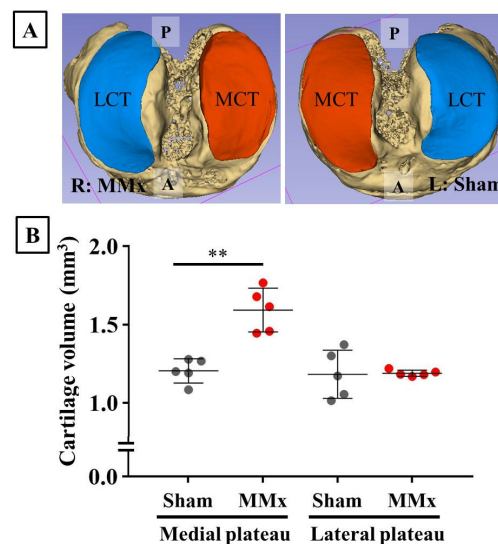 A
P
LCT
MCT
R: MMx
A
P
MCT
LCT
A
L: Sham
B
Cartilage volume (mm³)
2.0
**
1.5
1.0
0.0
Sham MMx Sham MMx
Medial plateau Lateral plateau